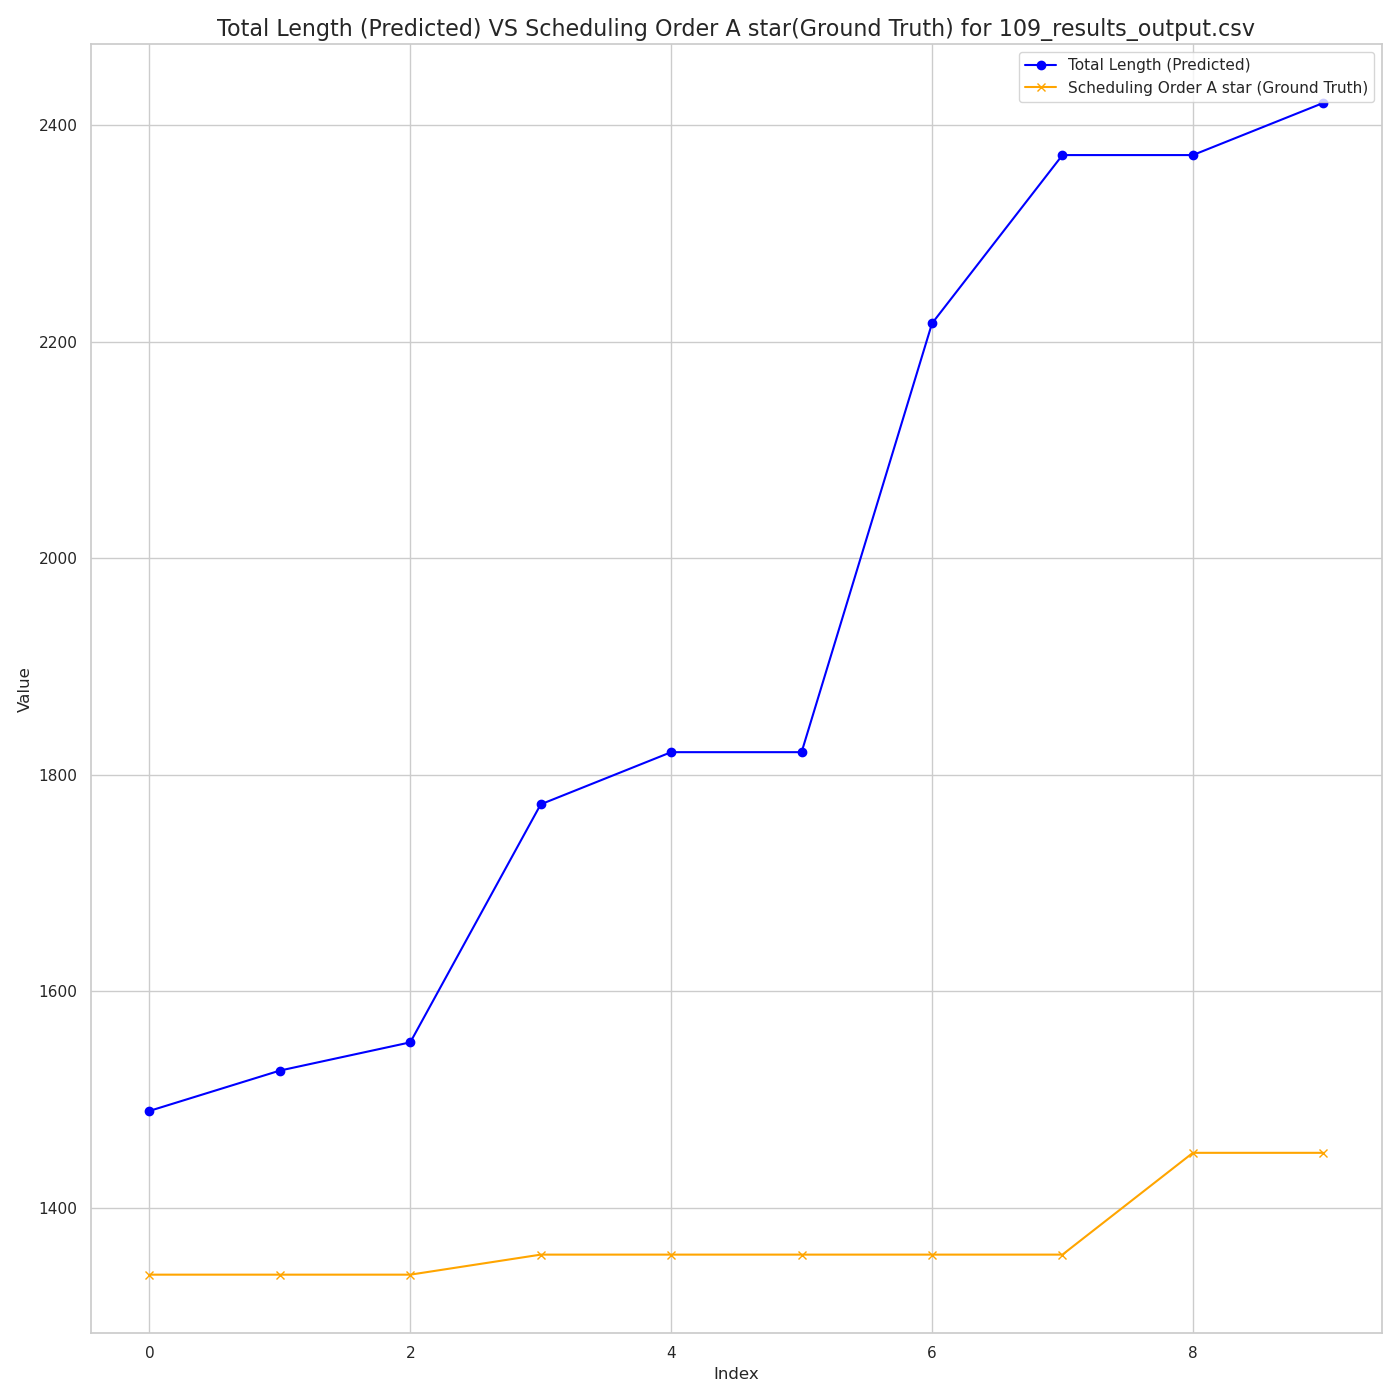 Total Length (Predicted) VS Scheduling Order A star(Ground Truth) for 109_results_output.csv
Total Length (Predicted)
Scheduling Order A star (Ground Truth)
2400
2200
2000
1800
1600
1400
Value
0 2 4 6 8
Index